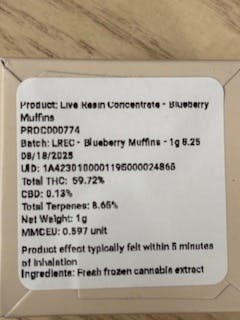 Product: Live Resin Concentrate - Blueberry
Muffins
PROC000774
Batch: LREC - Blueberry Muffins - 1g 8.25
08/18/2025
UID: 1A4230100001195000024866
Total THC: 59.72%
CBD: 0.13%
Total Terpenes: 8.66%
Net Weight: 1g
MMCEU: 0.597 unit
Product effect typically felt within 5 minutes
of inhalation
Ingredients: Fresh frozen cannabis extract